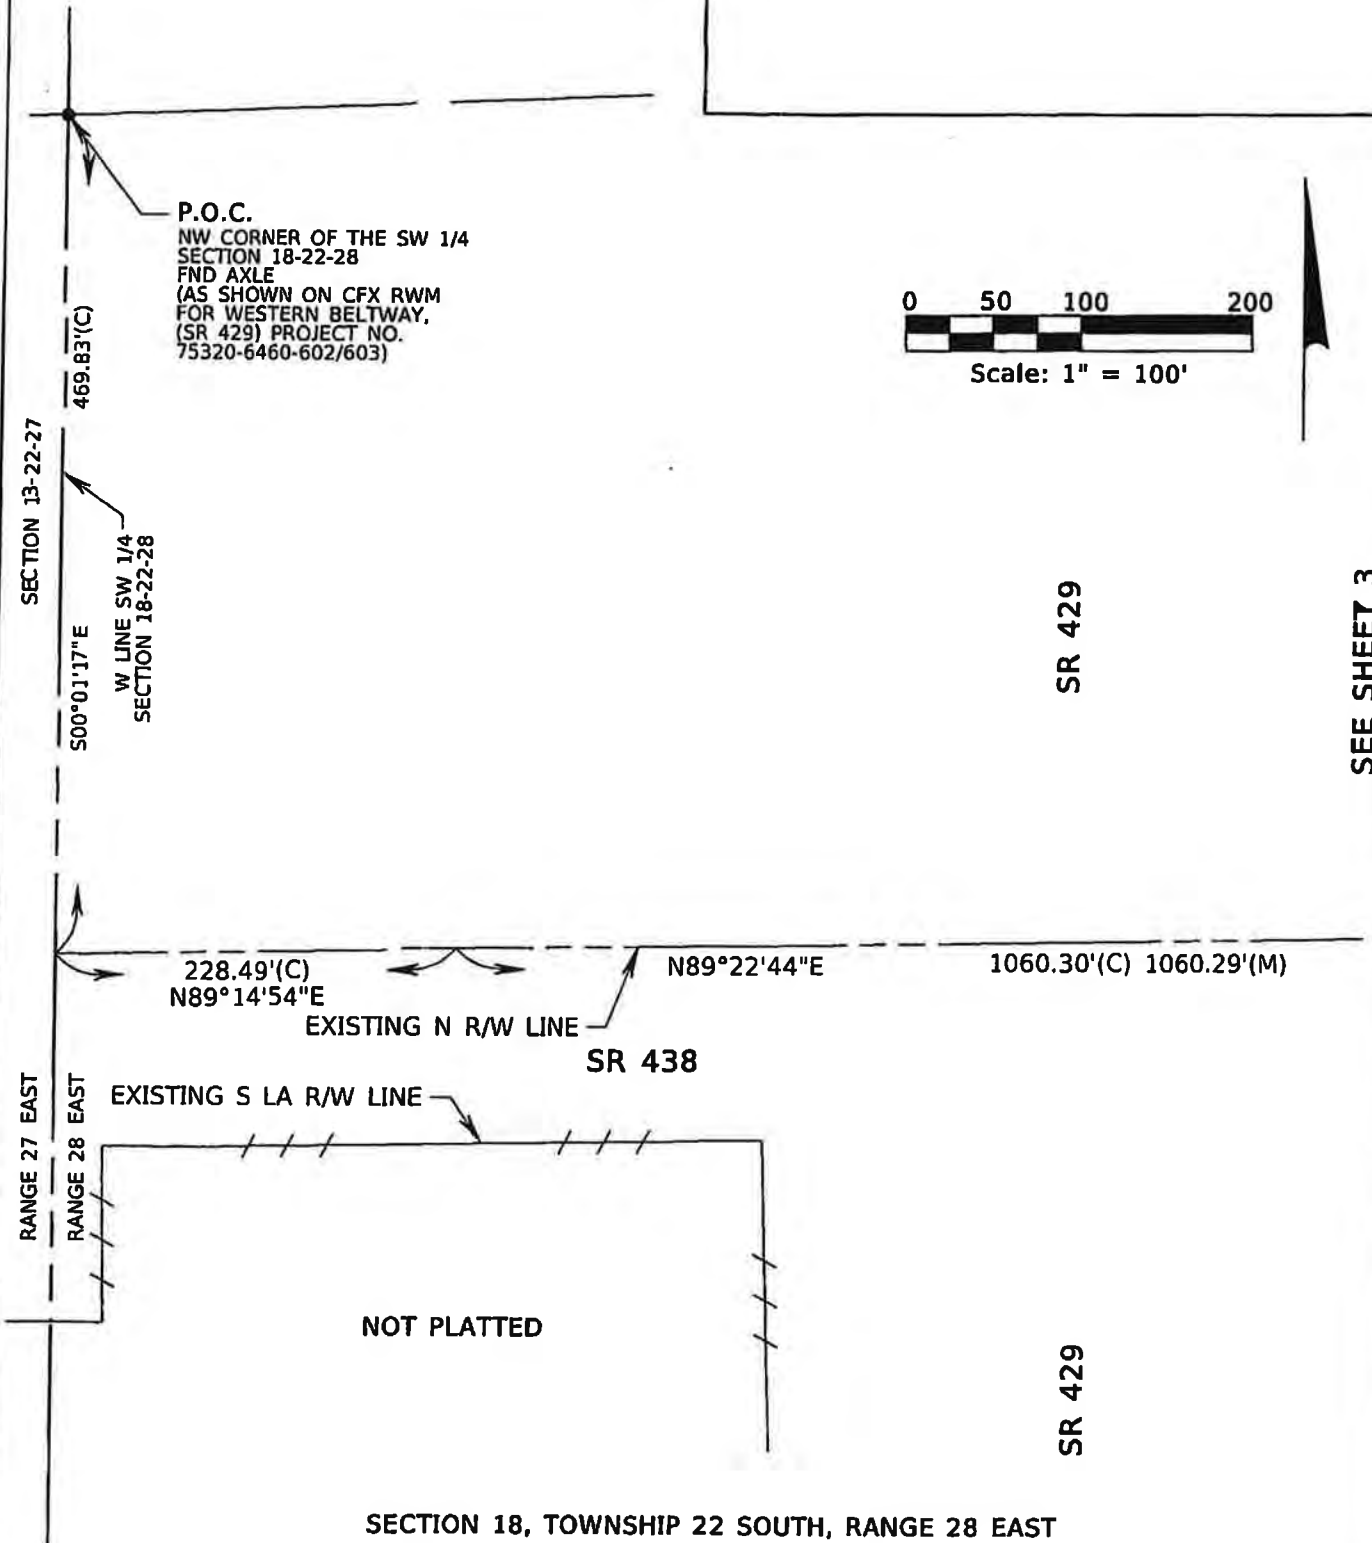 P.O.C.
NW CORNER OF THE SW 1/4
SECTION 18-22-28
FND AXLE
(AS SHOWN ON CFX RWM
FOR WESTERN BELTWAY,
(SR 429) PROJECT NO.
75320-6460-602/603)
0 50 100 200
Scale: 1" = 100'
469.83'(C)
SECTION 13-22-27
W LINE SW 1/4
SECTION 18-22-28
S00°01'17"E
SR 429
SEE SHEET 3
228.49'(C)
N89°14'54"E
N89°22'44"E
1060.30'(C) 1060.29'(M)
EXISTING N R/W LINE
SR 438
EXISTING S LA R/W LINE
RANGE 27 EAST
RANGE 28 EAST
NOT PLATTED
SR 429
SECTION 18, TOWNSHIP 22 SOUTH, RANGE 28 EAST